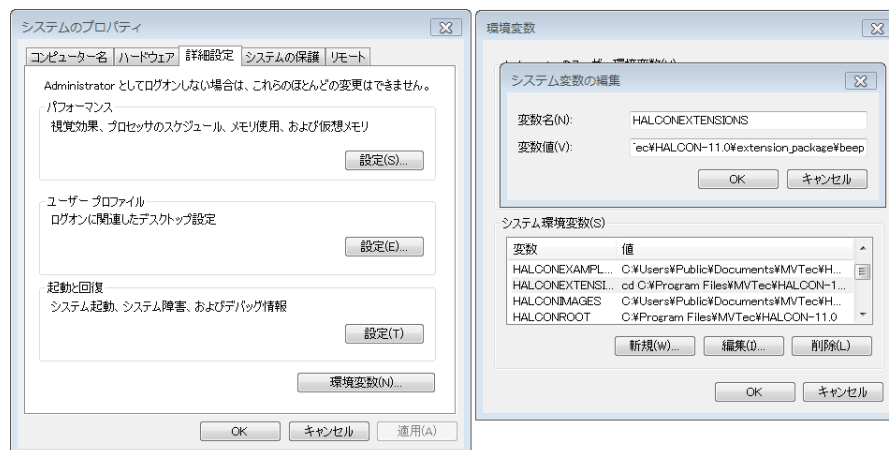 システムのプロパティ
コンピューター名 ハードウェア 詳細設定 システムの保護 リモート
Administrator としてログオンしない場合は、これらのほとんどの変更はできません。
パフォーマンス
視覚効果、プロセッサのスケジュール、メモリ使用、および仮想メモリ
設定(S)...
ユーザー プロファイル
ログオンに関連したデスクトップ設定
設定(E)...
起動と回復
システム起動、システム障害、およびデバッグ情報
設定(T)
環境変数(N)...
OK キャンセル 適用(A)
環境変数
システム変数の編集
変数名(N): HALCONEXTENSIONS
変数値(V): Tec¥HALCON-11.0¥extension_package¥beep
OK キャンセル
システム環境変数(S)
変数 値
HALCONEXAMPL... C:¥Users¥Public¥Documents¥MVTec¥H...
HALCONEXTENSI... cd C:¥Program Files¥MVTec¥HALCON-1...
HALCONIMAGES C:¥Users¥Public¥Documents¥MVTec¥H...
HALCONROOT C:¥Program Files¥MVTec¥HALCON-11.0
新規(W)... 編集(I)... 削除(L)
OK キャンセル